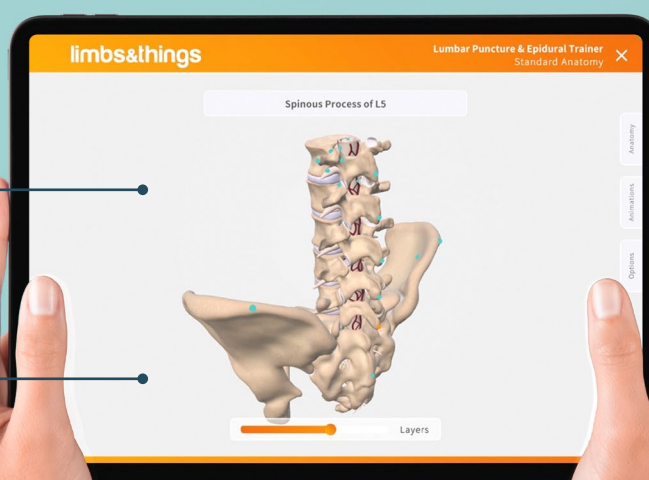 limbs&things
Lumbar Puncture & Epidural Trainer
Standard Anatomy
Spinous Process of L5
Anatomy
Animations
Options
Layers